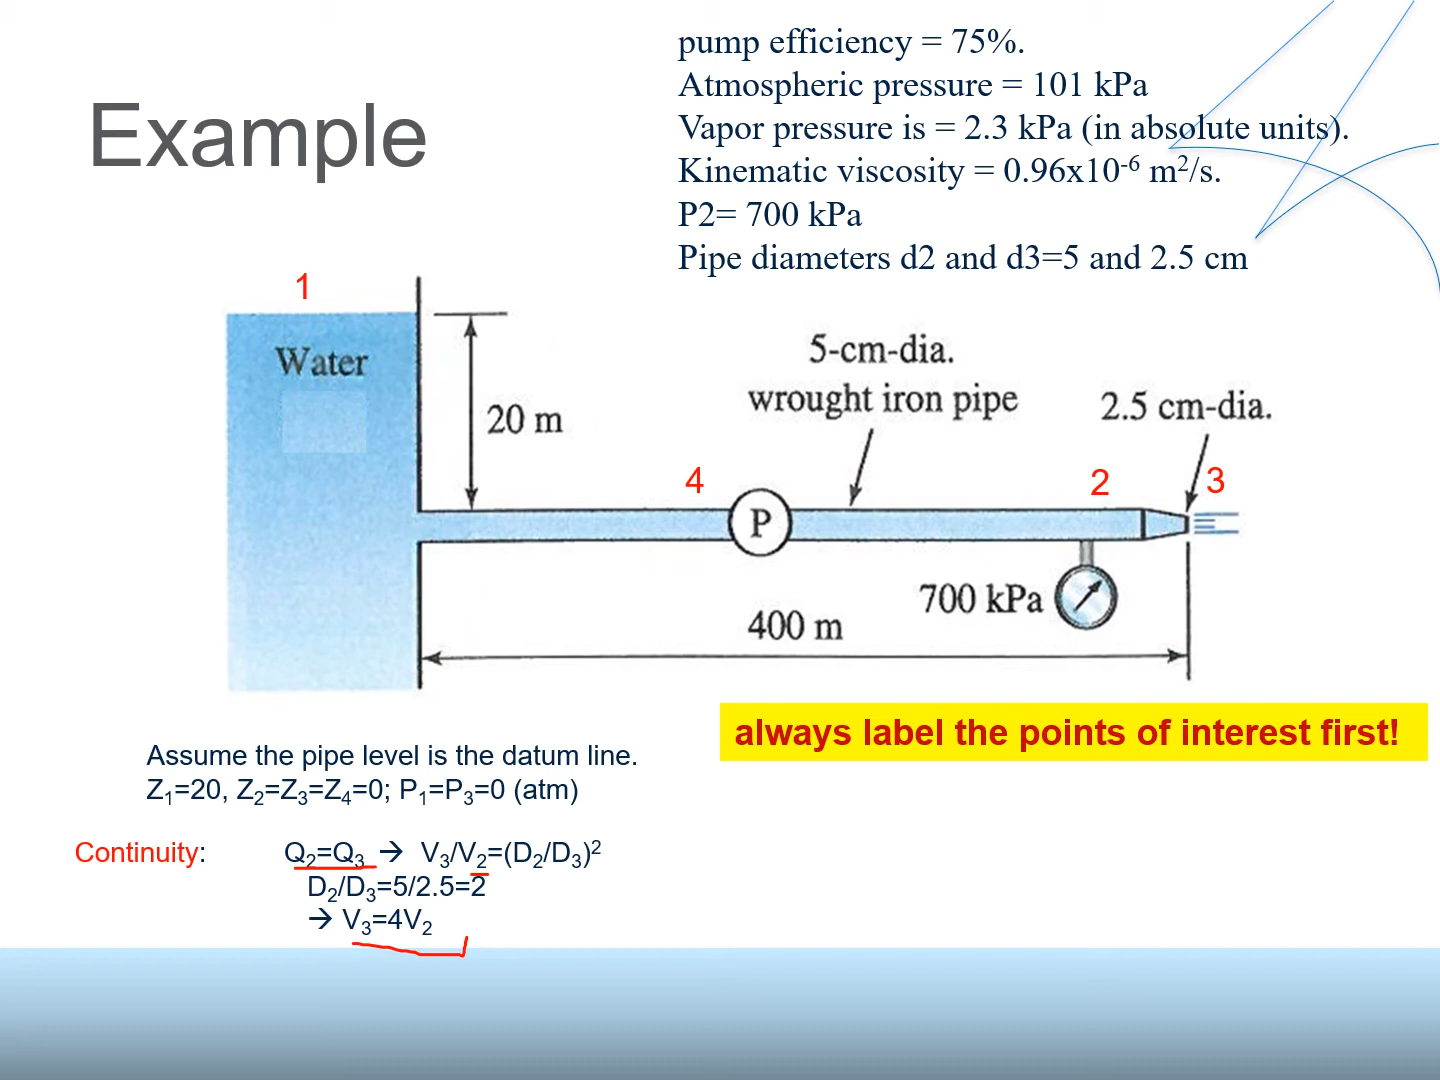 Example
pump efficiency = 75%.
Atmospheric pressure = 101 kPa
Vapor pressure is = 2.3 kPa (in absolute units).
Kinematic viscosity = 0.96x10⁻⁶ m²/s.
P2= 700 kPa
Pipe diameters d2 and d3=5 and 2.5 cm
1
Water
20 m
5-cm-dia.
wrought iron pipe
2.5 cm-dia.
4
2
3
P
700 kPa
400 m
always label the points of interest first!
Assume the pipe level is the datum line.
Z₁=20, Z₂=Z₃=Z₄=0; P₁=P₃=0 (atm)
Continuity: Q₂=Q₃ → V₃/V₂=(D₂/D₃)²
D₂/D₃=5/2.5=2
→ V₃=4V₂